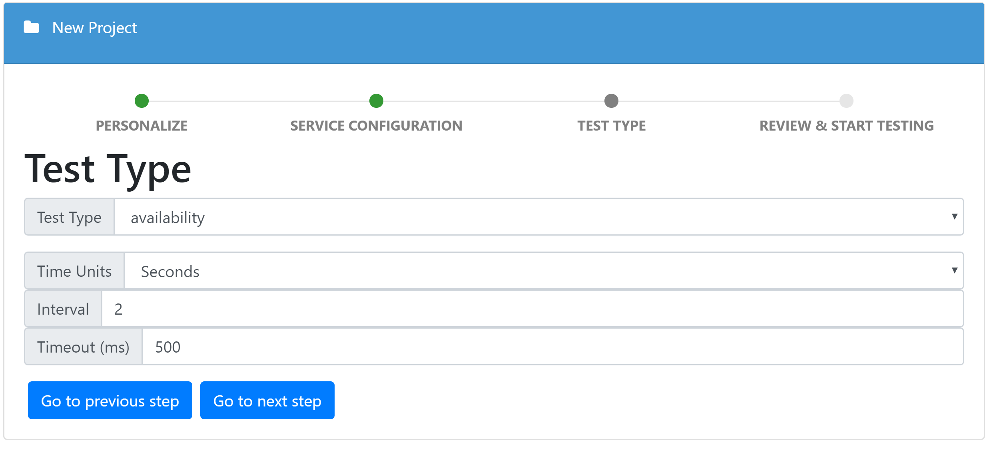 New Project
PERSONALIZE SERVICE CONFIGURATION TEST TYPE REVIEW & START TESTING
Test Type
Test Type availability
Time Units Seconds
Interval 2
Timeout (ms) 500
Go to previous step Go to next step